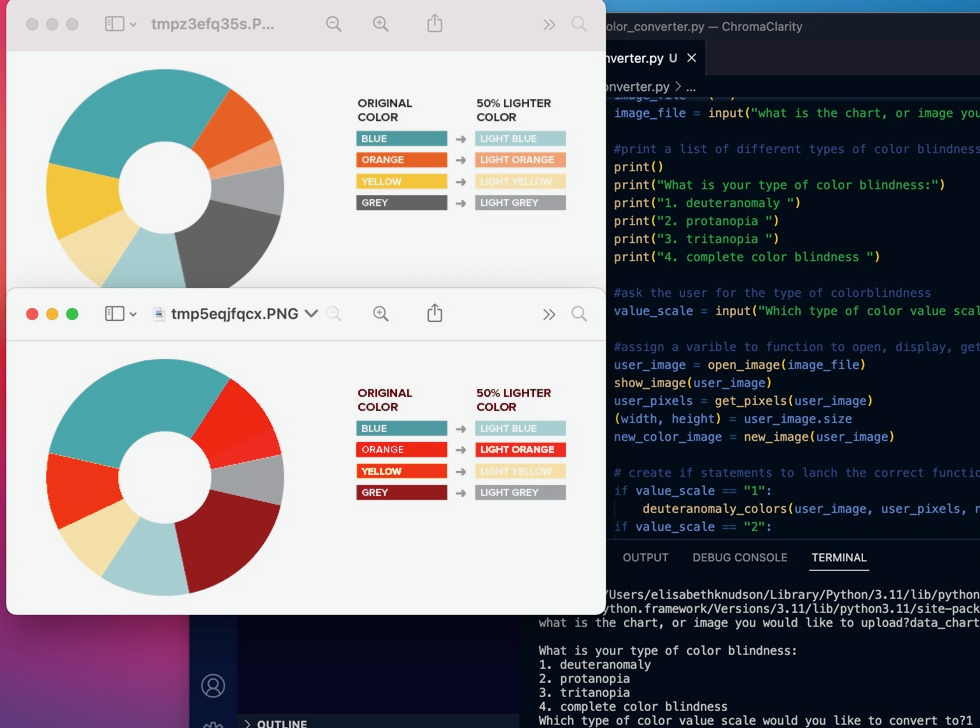 tmpz3efq35s.P...
ORIGINAL COLOR
50% LIGHTER COLOR
BLUE ➜ LIGHT BLUE
ORANGE ➜ LIGHT ORANGE
YELLOW ➜ LIGHT YELLOW
GREY ➜ LIGHT GREY
tmp5eqjfqcx.PNG
ORIGINAL COLOR
50% LIGHTER COLOR
BLUE ➜ LIGHT BLUE
ORANGE ➜ LIGHT ORANGE
YELLOW ➜ LIGHT YELLOW
GREY ➜ LIGHT GREY
olor_converter.py — ChromaClarity
nverter.py U ×
onverter.py > ...
image_file = input("what is the chart, or image you
#print a list of different types of color blindness
print()
print("What is your type of color blindness:")
print("1. deuteranomaly ")
print("2. protanopia ")
print("3. tritanopia ")
print("4. complete color blindness ")
#ask the user for the type of colorblindness
value_scale = input("Which type of color value scal
#assign a varible to function to open, display, get
user_image = open_image(image_file)
show_image(user_image)
user_pixels = get_pixels(user_image)
(width, height) = user_image.size
new_color_image = new_image(user_image)
# create if statements to lanch the correct functio
if value_scale == "1":
deuteranomaly_colors(user_image, user_pixels, n
if value_scale == "2":
OUTPUT DEBUG CONSOLE TERMINAL
/Users/elisabethknudson/Library/Python/3.11/lib/python
ython.framework/Versions/3.11/lib/python3.11/site-pack
what is the chart, or image you would like to upload?data_chart
What is your type of color blindness:
1. deuteranomaly
2. protanopia
3. tritanopia
4. complete color blindness
Which type of color value scale would you like to convert to?1
> OUTLINE